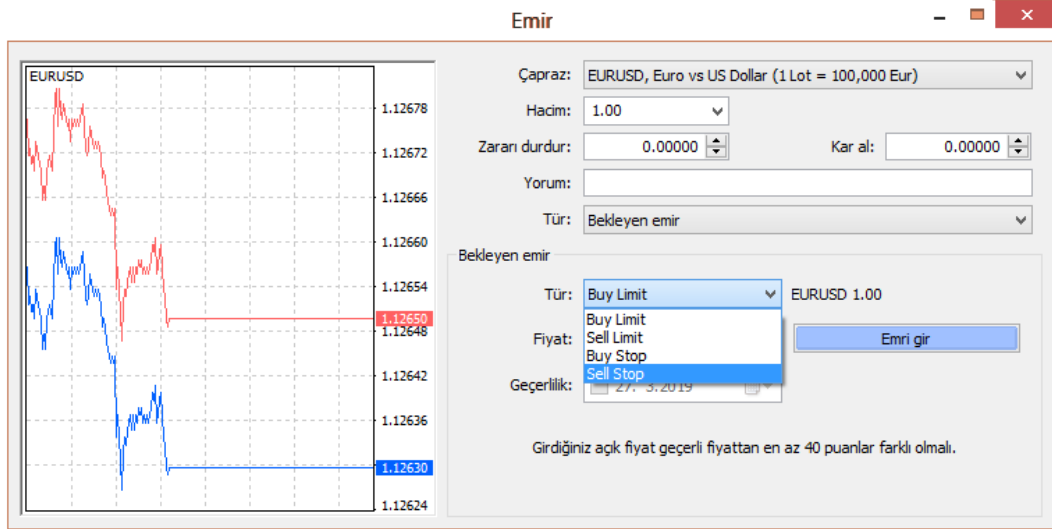 Emir
EURUSD
1.12678
1.12672
1.12666
1.12660
1.12654
1.12650
1.12648
1.12642
1.12636
1.12630
1.12624
Çapraz: EURUSD, Euro vs US Dollar (1 Lot = 100,000 Eur)
Hacim: 1.00
Zararı durdur: 0.00000 Kar al: 0.00000
Yorum:
Tür: Bekleyen emir
Bekleyen emir
Tür: Buy Limit EURUSD 1.00
Buy Limit
Sell Limit
Buy Stop
Sell Stop
Fiyat: Emri gir
Geçerlilik: 27. 3.2019
Girdiğiniz açık fiyat geçerli fiyattan en az 40 puanlar farklı olmalı.